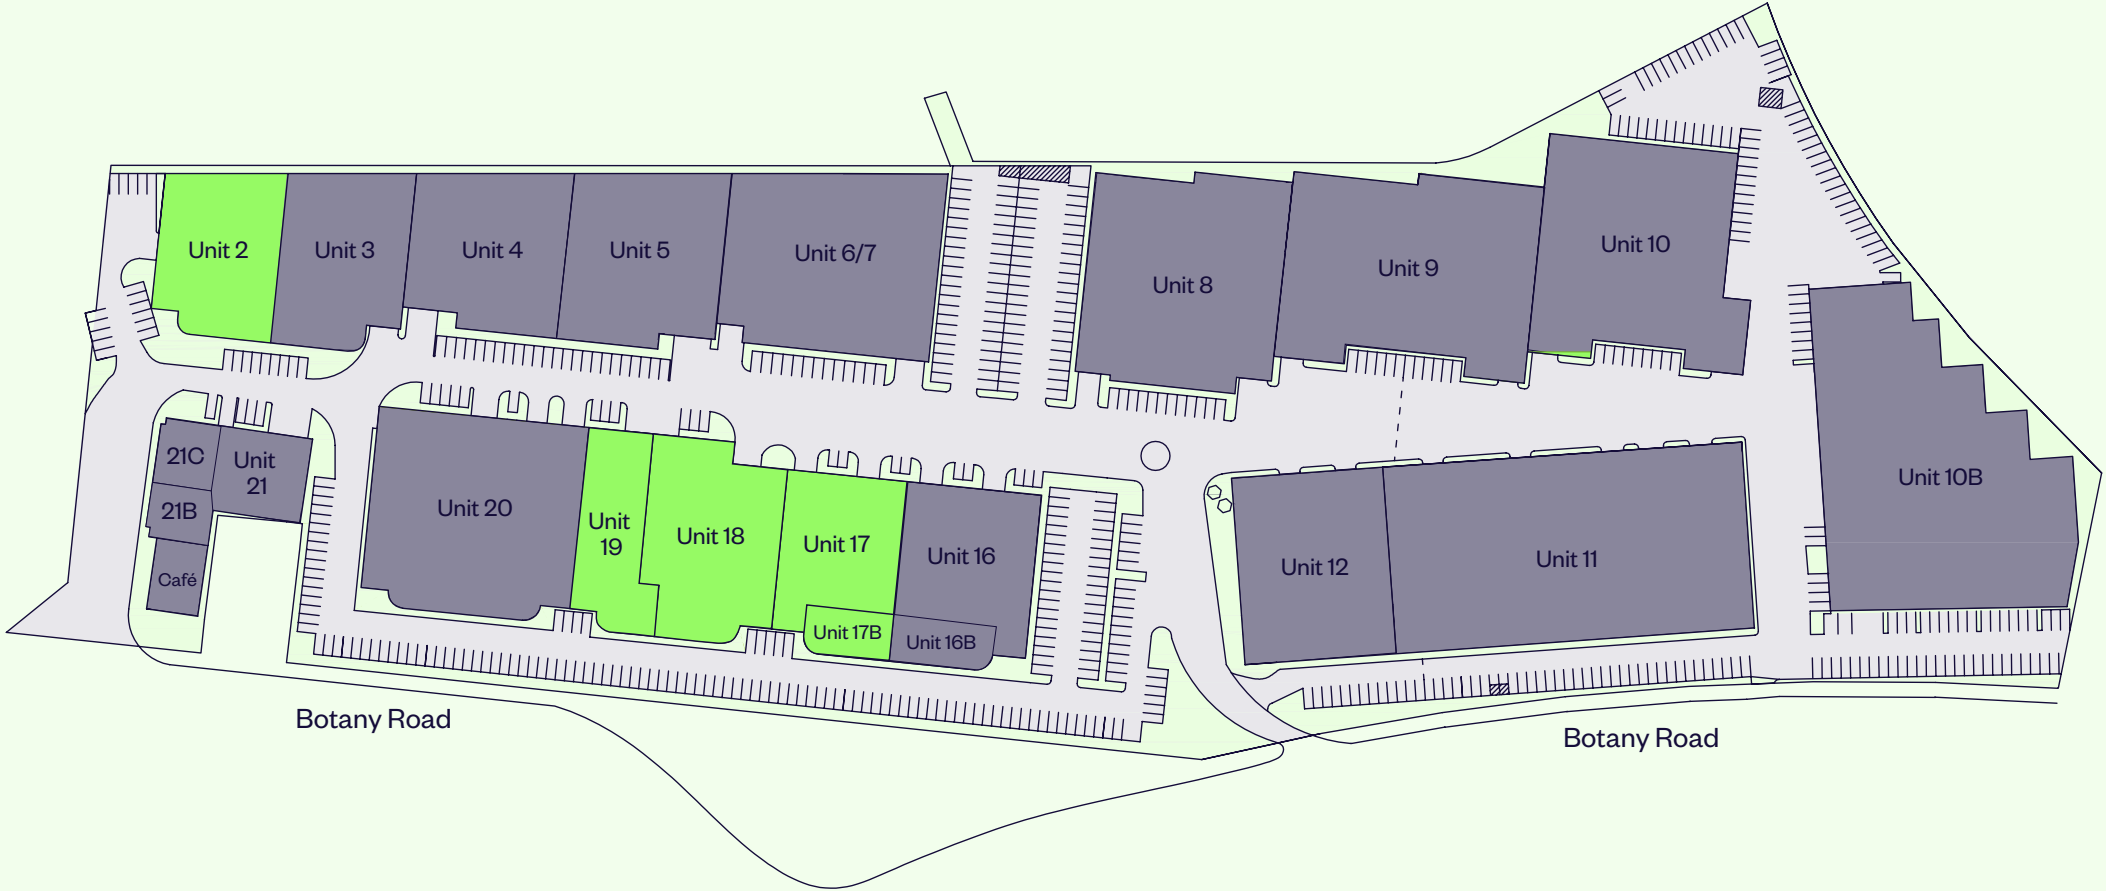 Unit 2
Unit 3
Unit 4
Unit 5
Unit 6/7
Unit 8
Unit 9
Unit 10
Unit 10B
21C
Unit
21
21B
Café
Unit 20
Unit
19
Unit 18
Unit 17
Unit 17B
Unit 16
Unit 16B
Unit 12
Unit 11
Botany Road
Botany Road